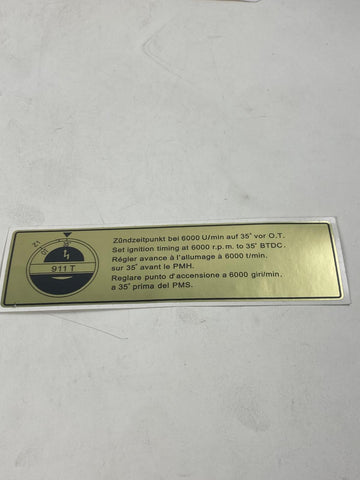 Z1
911 T
Zündzeitpunkt bei 6000 U/min auf 35° vor O.T.
Set ignition timing at 6000 r.p.m. to 35° BTDC.
Régler avance à l'allumage à 6000 t/min.
sur 35° avant le PMH.
Reglare punto d'accensione a 6000 giri/min.
a 35° prima del PMS.